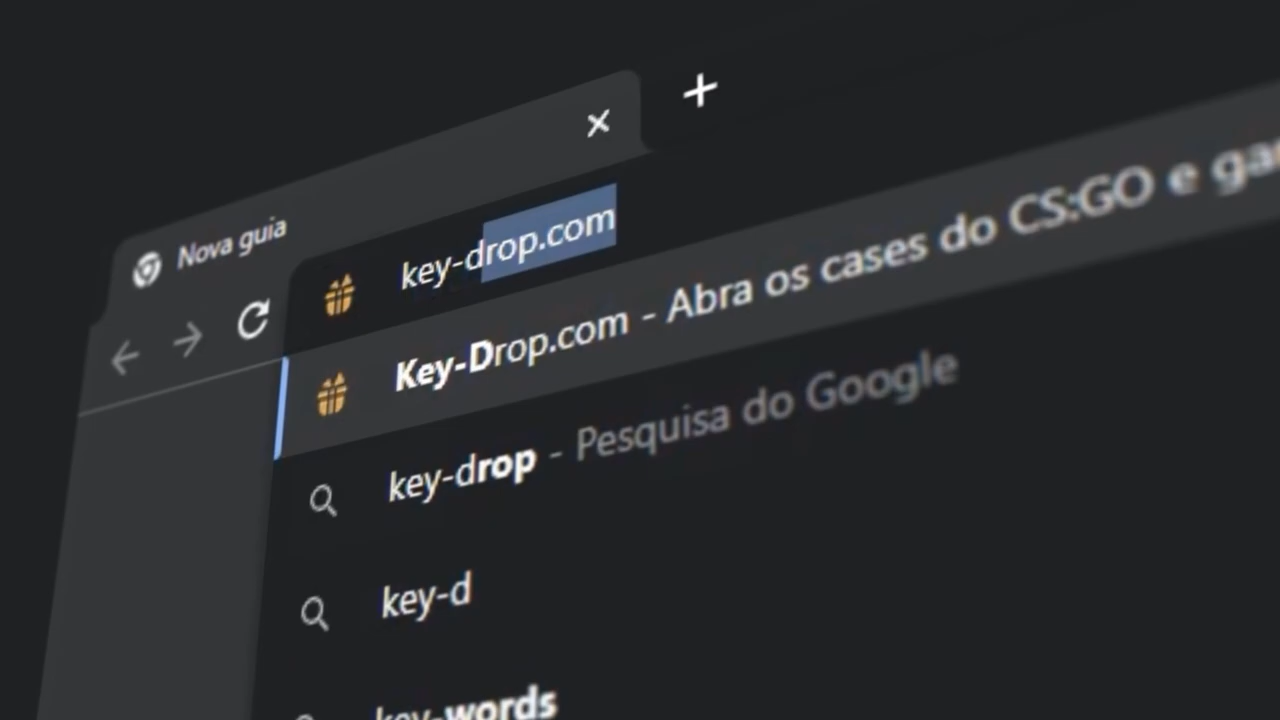 Nova guia
key-drop.com
Key-Drop.com - Abra os cases do CS:GO e
key-drop - Pesquisa do Google
key-d
key-words